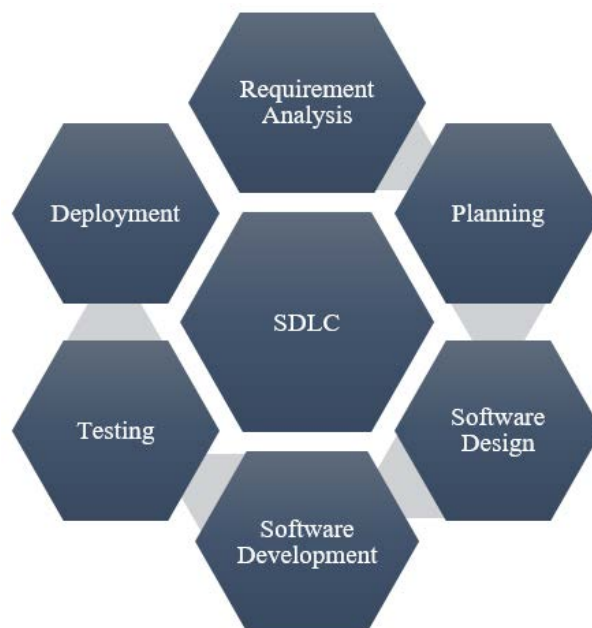 Requirement
Analysis
Deployment
Planning
SDLC
Testing
Software
Design
Software
Development